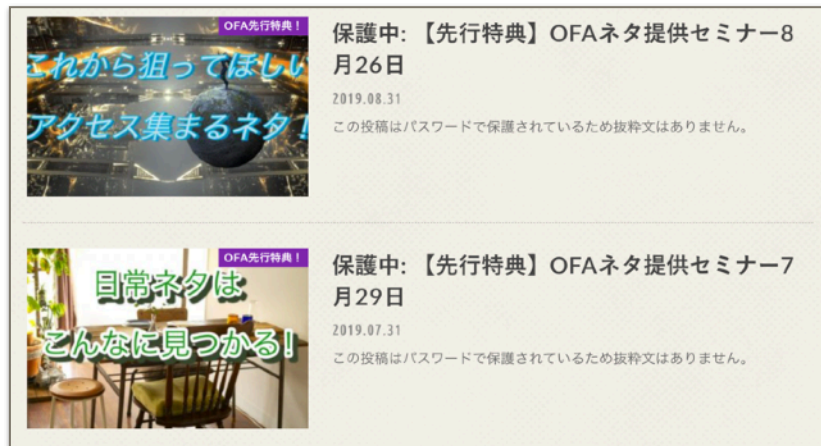 OFA先行特典！
これから狙ってほしい
アクセス集まるネタ！
保護中: 【先行特典】OFAネタ提供セミナー8
月26日
2019.08.31
この投稿はパスワードで保護されているため抜粋文はありません。
OFA先行特典！
日常ネタは
こんなに見つかる！
保護中: 【先行特典】OFAネタ提供セミナー7
月29日
2019.07.31
この投稿はパスワードで保護されているため抜粋文はありません。